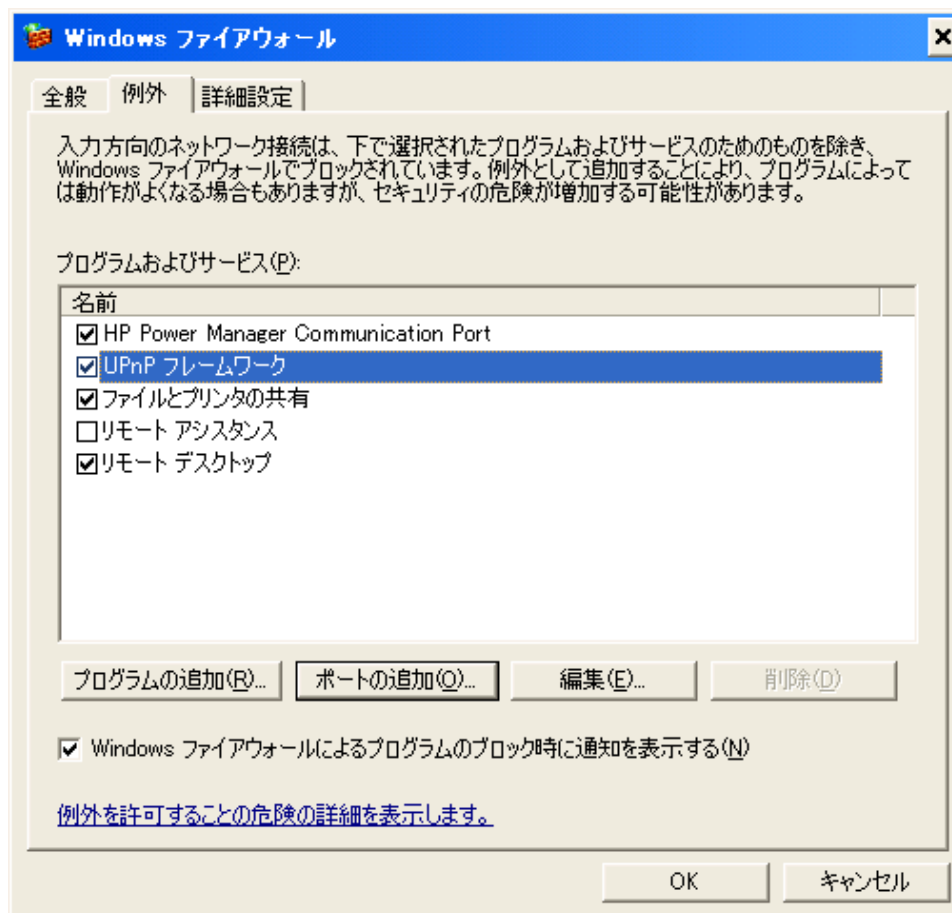 Windows ファイアウォール
全般
例外
詳細設定
入力方向のネットワーク接続は、下で選択されたプログラムおよびサービスのためのものを除き、
Windows ファイアウォールでブロックされています。例外として追加することにより、プログラムによって
は動作がよくなる場合もありますが、セキュリティの危険が増加する可能性があります。
プログラムおよびサービス(P):
名前
HP Power Manager Communication Port
UPnP フレームワーク
ファイルとプリンタの共有
リモート アシスタンス
リモート デスクトップ
プログラムの追加(R)...
ポートの追加(O)...
編集(E)...
削除(D)
Windows ファイアウォールによるプログラムのブロック時に通知を表示する(N)
例外を許可することの危険の詳細を表示します。
OK
キャンセル